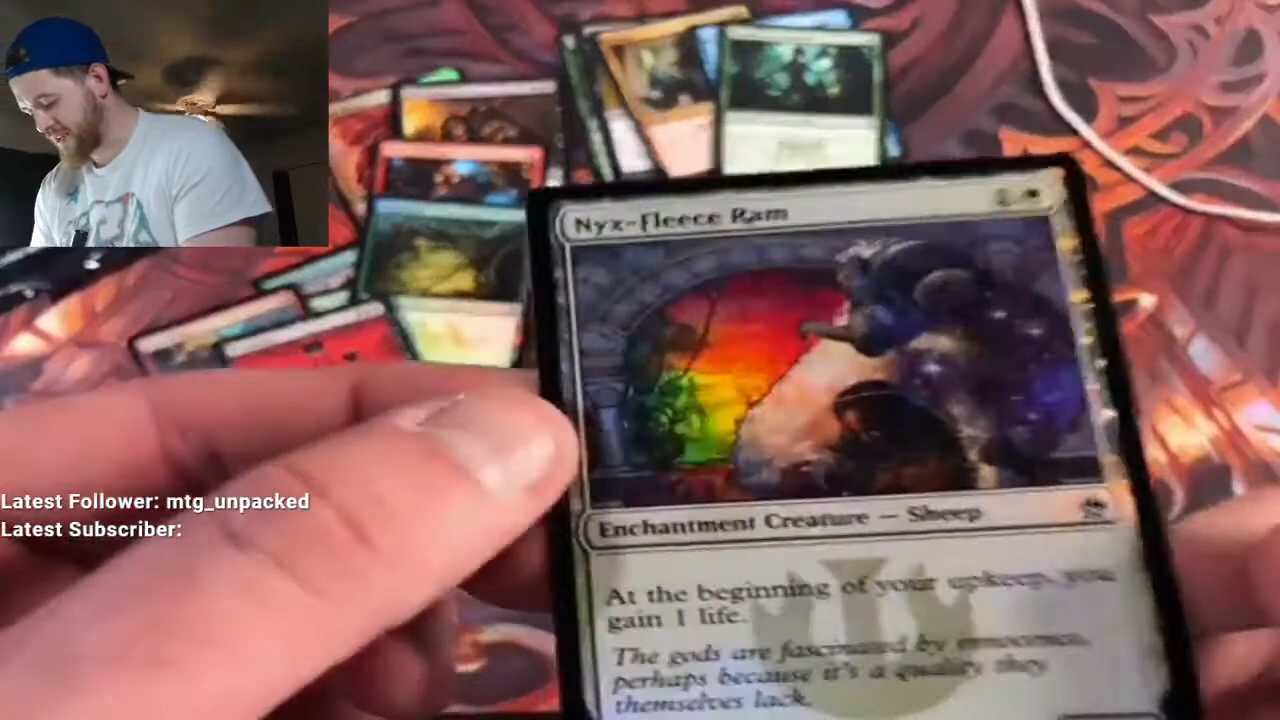 Nyx-Fleece Ram
Enchantment Creature — Sheep
At the beginning of your upkeep, you
gain 1 life.
The gods are fascinated by innocence,
perhaps because it's a quality they
themselves lack.
Latest Follower: mtg_unpacked
Latest Subscriber: